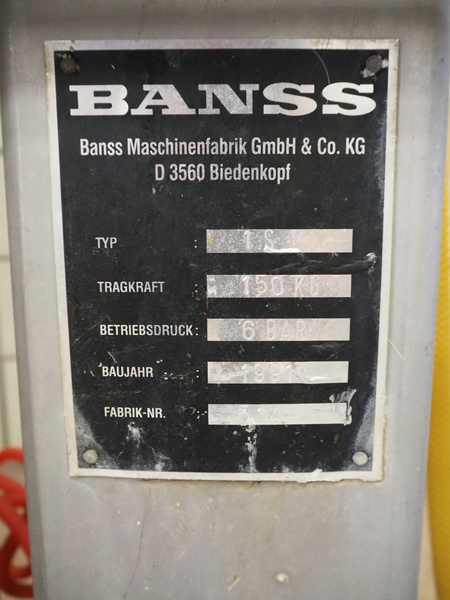 BANSS
Banss Maschinenfabrik GmbH & Co. KG
D 3560 Biedenkopf
TYP :
TRAGKRAFT : 150 KG
BETRIEBSDRUCK : 6 BAR
BAUJAHR :
FABRIK-NR. :